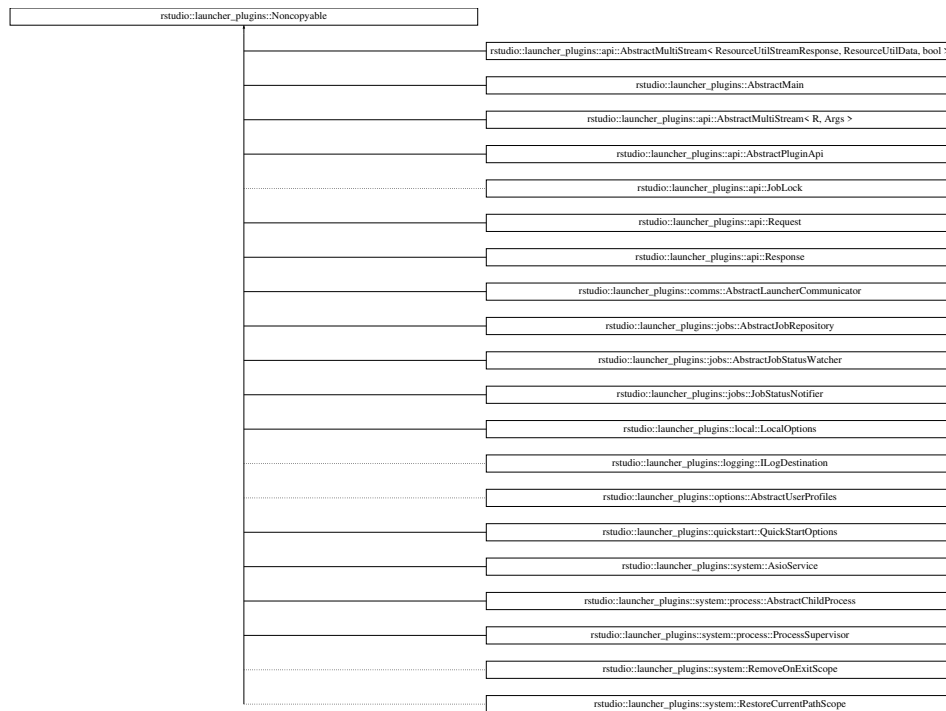 rstudio::launcher_plugins::Noncopyable
rstudio::launcher_plugins::api::AbstractMultiStream< ResourceUtilStreamResponse, ResourceUtilData, bool >
rstudio::launcher_plugins::AbstractMain
rstudio::launcher_plugins::api::AbstractMultiStream< R, Args >
rstudio::launcher_plugins::api::AbstractPluginApi
rstudio::launcher_plugins::api::JobLock
rstudio::launcher_plugins::api::Request
rstudio::launcher_plugins::api::Response
rstudio::launcher_plugins::comms::AbstractLauncherCommunicator
rstudio::launcher_plugins::jobs::AbstractJobRepository
rstudio::launcher_plugins::jobs::AbstractJobStatusWatcher
rstudio::launcher_plugins::jobs::JobStatusNotifier
rstudio::launcher_plugins::local::LocalOptions
rstudio::launcher_plugins::logging::ILogDestination
rstudio::launcher_plugins::options::AbstractUserProfiles
rstudio::launcher_plugins::quickstart::QuickStartOptions
rstudio::launcher_plugins::system::AsioService
rstudio::launcher_plugins::system::process::AbstractChildProcess
rstudio::launcher_plugins::system::process::ProcessSupervisor
rstudio::launcher_plugins::system::RemoveOnExitScope
rstudio::launcher_plugins::system::RestoreCurrentPathScope